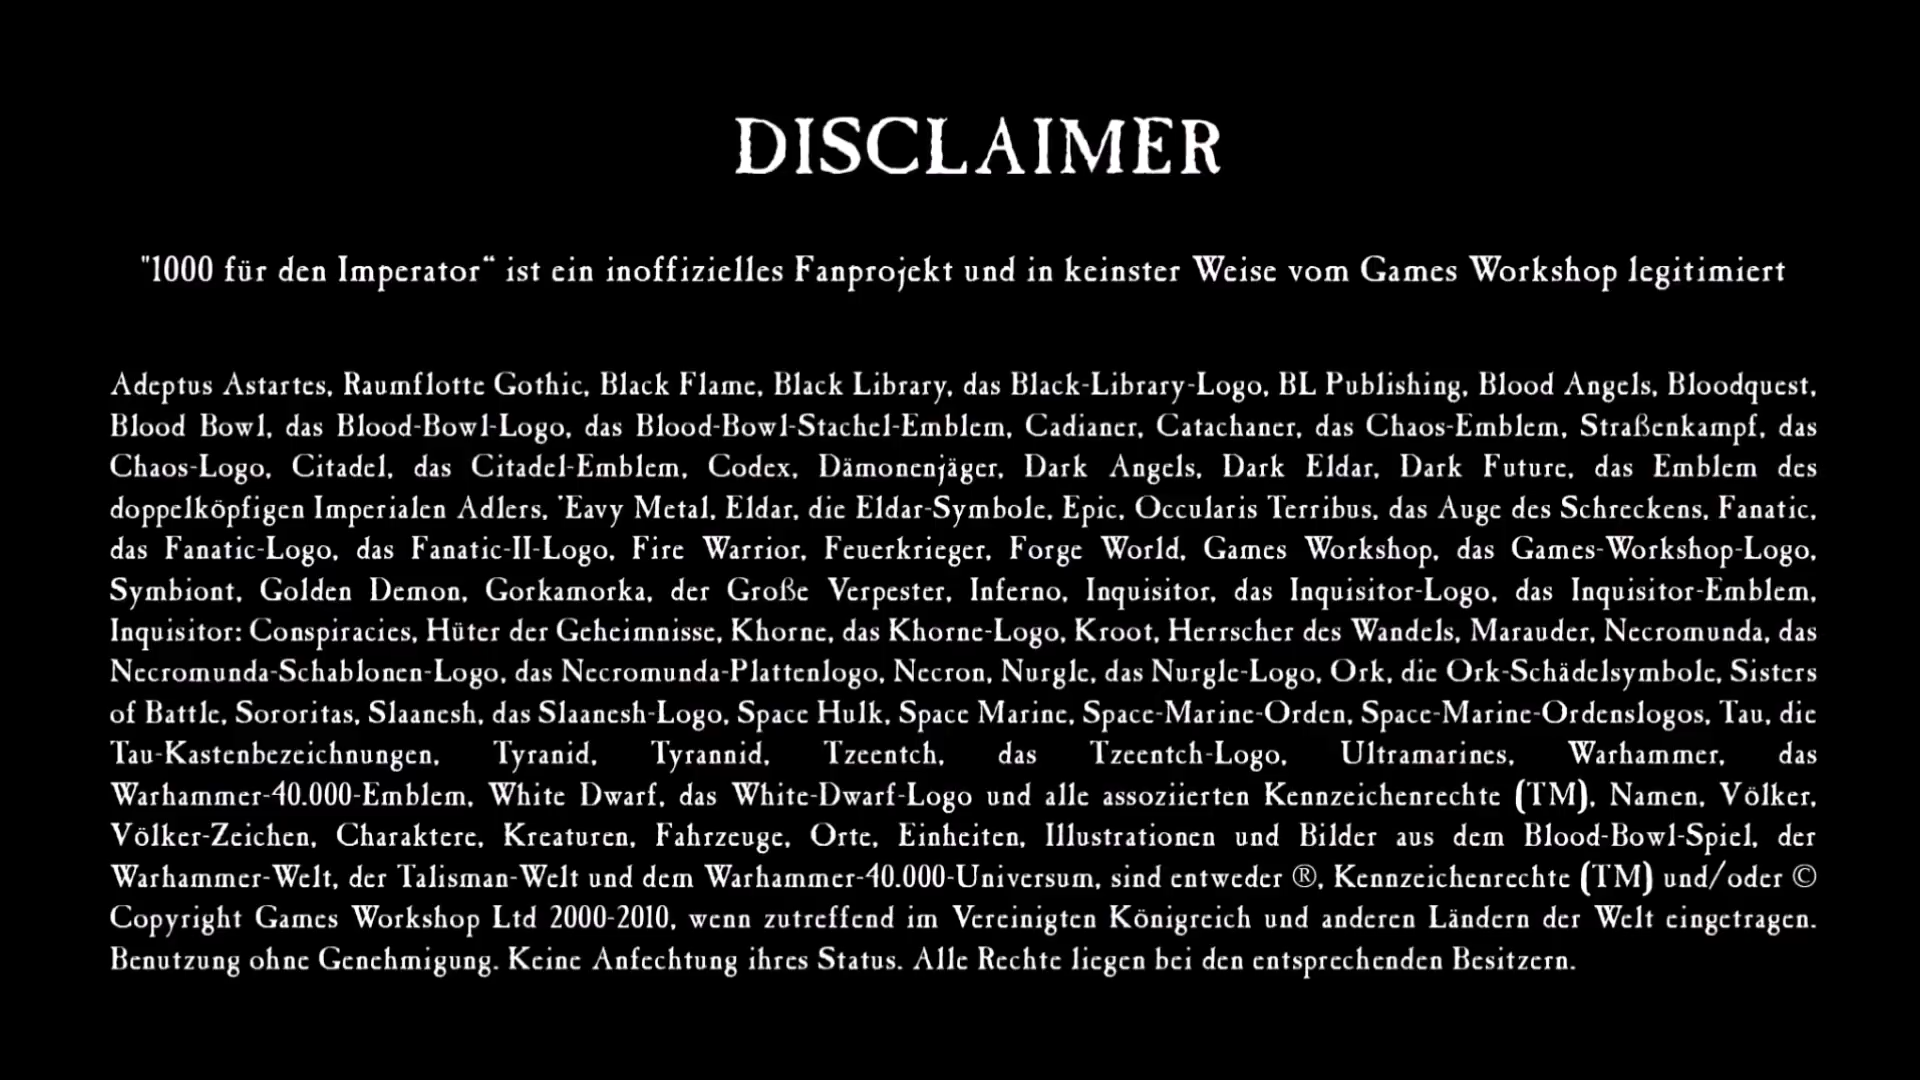 DISCLAIMER
"1000 für den Imperator“ ist ein inoffizielles Fanprojekt und in keinster Weise vom Games Workshop legitimiert
Adeptus Astartes, Raumflotte Gothic, Black Flame, Black Library, das Black-Library-Logo, BL Publishing, Blood Angels, Bloodquest,
Blood Bowl, das Blood-Bowl-Logo, das Blood-Bowl-Stachel-Emblem, Cadianer, Catachaner, das Chaos-Emblem, Straßenkampf, das
Chaos-Logo, Citadel, das Citadel-Emblem, Codex, Dämonenjäger, Dark Angels, Dark Eldar, Dark Future, das Emblem des
doppelköpfigen Imperialen Adlers, 'Eavy Metal, Eldar, die Eldar-Symbole, Epic, Occularis Terribus, das Auge des Schreckens, Fanatic,
das Fanatic-Logo, das Fanatic-II-Logo, Fire Warrior, Feuerkrieger, Forge World, Games Workshop, das Games-Workshop-Logo,
Symbiont, Golden Demon, Gorkamorka, der Große Verpester, Inferno, Inquisitor, das Inquisitor-Logo, das Inquisitor-Emblem,
Inquisitor: Conspiracies, Hüter der Geheimnisse, Khorne, das Khorne-Logo, Kroot, Herrscher des Wandels, Marauder, Necromunda, das
Necromunda-Schablonen-Logo, das Necromunda-Plattenlogo, Necron, Nurgle, das Nurgle-Logo, Ork, die Ork-Schädelsymbole, Sisters
of Battle, Sororitas, Slaanesh, das Slaanesh-Logo, Space Hulk, Space Marine, Space-Marine-Orden, Space-Marine-Ordenslogos, Tau, die
Tau-Kastenbezeichnungen, Tyranid, Tyrannid, Tzeentch, das Tzeentch-Logo, Ultramarines, Warhammer, das
Warhammer-40.000-Emblem, White Dwarf, das White-Dwarf-Logo und alle assoziierten Kennzeichenrechte (TM), Namen, Völker,
Völker-Zeichen, Charaktere, Kreaturen, Fahrzeuge, Orte, Einheiten, Illustrationen und Bilder aus dem Blood-Bowl-Spiel, der
Warhammer-Welt, der Talisman-Welt und dem Warhammer-40.000-Universum, sind entweder ®, Kennzeichenrechte (TM) und/oder ©
Copyright Games Workshop Ltd 2000-2010, wenn zutreffend im Vereinigten Königreich und anderen Ländern der Welt eingetragen.
Benutzung ohne Genehmigung. Keine Anfechtung ihres Status. Alle Rechte liegen bei den entsprechenden Besitzern.